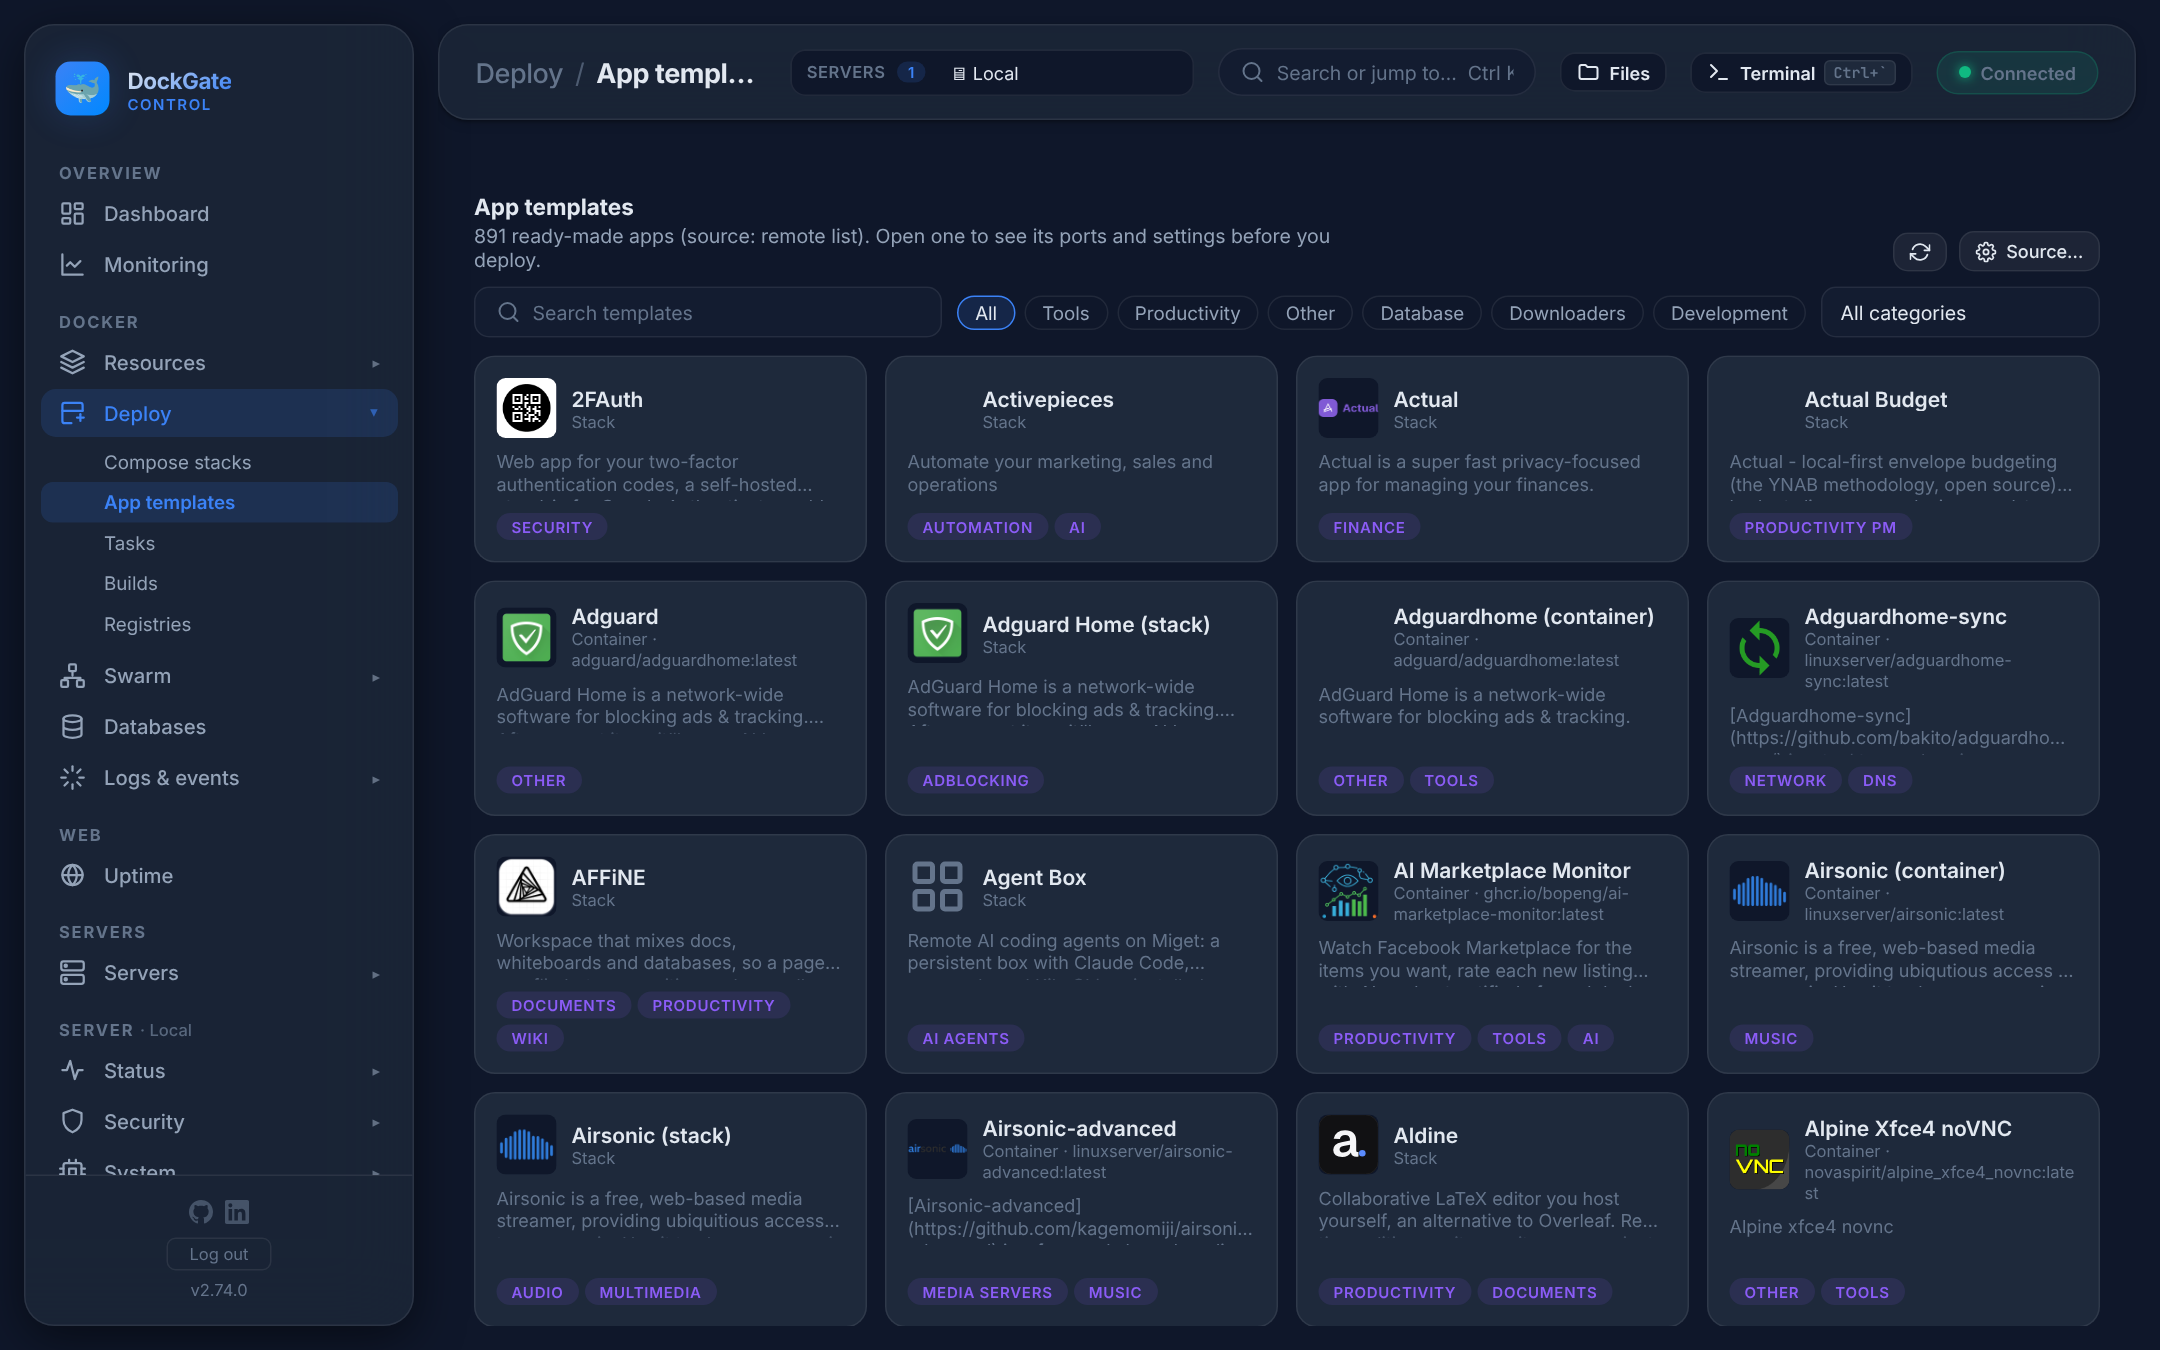 DockGate
CONTROL
OVERVIEW
Dashboard
Monitoring
DOCKER
Resources
Deploy
Compose stacks
App templates
Tasks
Builds
Registries
Swarm
Databases
Logs & events
WEB
Uptime
SERVERS
Servers
SERVER · Local
Status
Security
System
Log out
v2.74.0
Deploy / App templ...
SERVERS 1 Local
Search or jump to... Ctrl
Files
Terminal Ctrl+`
Connected
App templates
891 ready-made apps (source: remote list). Open one to see its ports and settings before you
deploy.
Source...
Search templates
All
Tools
Productivity
Other
Database
Downloaders
Development
All categories
2FAuth
Stack
Web app for your two-factor
authentication codes, a self-hosted...
SECURITY
Activepieces
Stack
Automate your marketing, sales and
operations
AUTOMATION AI
Actual
Actual
Stack
Actual is a super fast privacy-focused
app for managing your finances.
FINANCE
Actual Budget
Stack
Actual - local-first envelope budgeting
(the YNAB methodology, open source)...
PRODUCTIVITY PM
Adguard
Container ·
adguard/adguardhome:latest
AdGuard Home is a network-wide
software for blocking ads & tracking....
OTHER
Adguard Home (stack)
Stack
AdGuard Home is a network-wide
software for blocking ads & tracking....
ADBLOCKING
Adguardhome (container)
Container ·
adguard/adguardhome:latest
AdGuard Home is a network-wide
software for blocking ads & tracking.
OTHER TOOLS
Adguardhome-sync
Container ·
linuxserver/adguardhome-
sync:latest
[Adguardhome-sync]
(https://github.com/bakito/adguardho...
NETWORK DNS
AFFiNE
Stack
Workspace that mixes docs,
whiteboards and databases, so a page...
DOCUMENTS PRODUCTIVITY
WIKI
Agent Box
Stack
Remote AI coding agents on Miget: a
persistent box with Claude Code,...
AI AGENTS
AI Marketplace Monitor
Container · ghcr.io/bopeng/ai-
marketplace-monitor:latest
Watch Facebook Marketplace for the
items you want, rate each new listing...
PRODUCTIVITY TOOLS AI
Airsonic (container)
Container ·
linuxserver/airsonic:latest
Airsonic is a free, web-based media
streamer, providing ubiqutious access ...
MUSIC
Airsonic (stack)
Stack
Airsonic is a free, web-based media
streamer, providing ubiquitious access...
AUDIO MULTIMEDIA
airsonic
Airsonic-advanced
Container · linuxserver/airsonic-
advanced:latest
[Airsonic-advanced]
(https://github.com/kagemomiji/airsoni...
MEDIA SERVERS MUSIC
a.
Aldine
Stack
Collaborative LaTeX editor you host
yourself, an alternative to Overleaf. Re...
PRODUCTIVITY DOCUMENTS
no
VNC
Alpine Xfce4 noVNC
Container ·
novaspirit/alpine_xfce4_novnc:late
st
Alpine xfce4 novnc
OTHER TOOLS